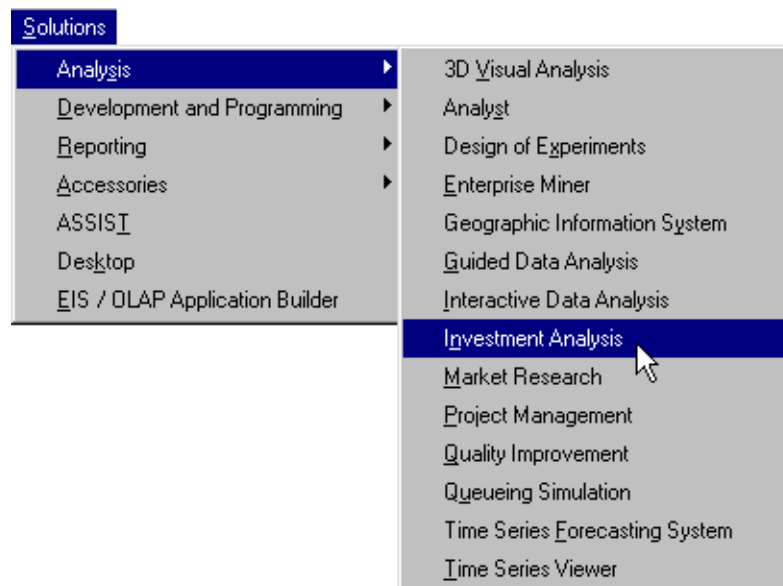 Solutions
Analysis
Development and Programming
Reporting
Accessories
ASSIST
Desktop
EIS / OLAP Application Builder
3D Visual Analysis
Analyst
Design of Experiments
Enterprise Miner
Geographic Information System
Guided Data Analysis
Interactive Data Analysis
Investment Analysis
Market Research
Project Management
Quality Improvement
Queueing Simulation
Time Series Forecasting System
Time Series Viewer